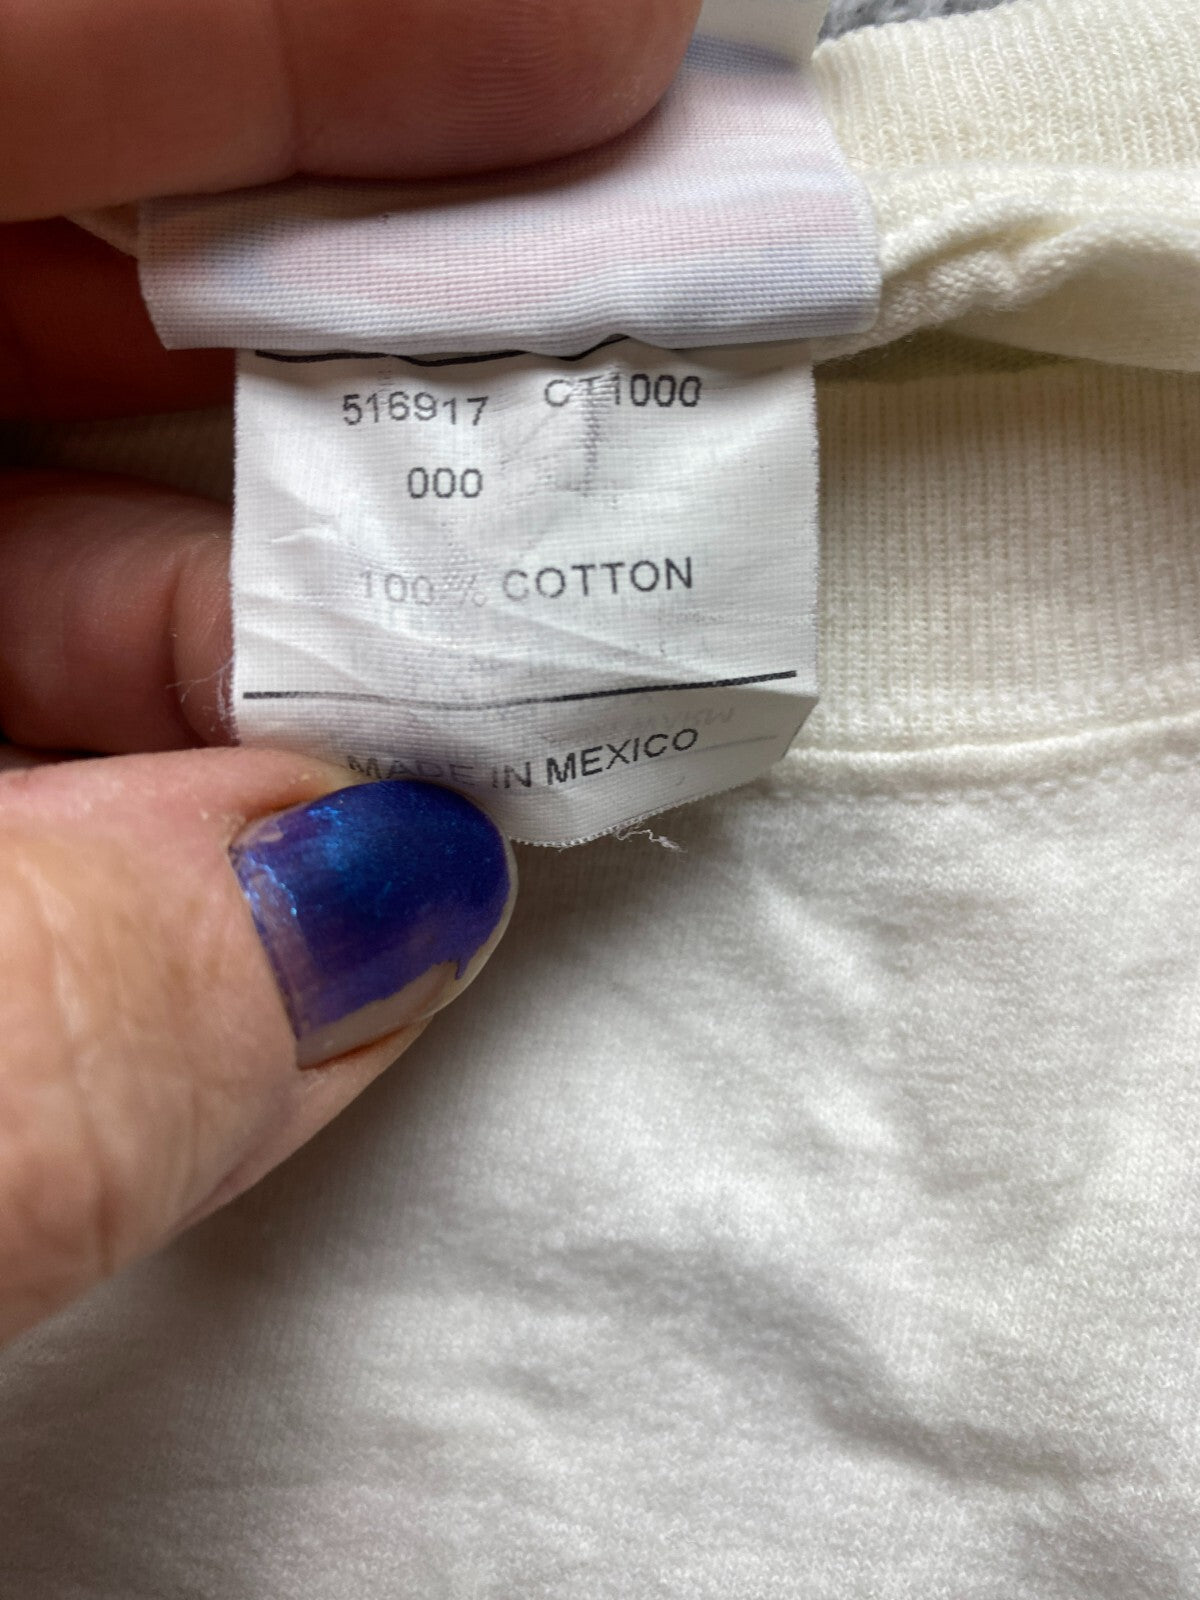 516917 CT1000
000
100% COTTON
MADE IN MEXICO